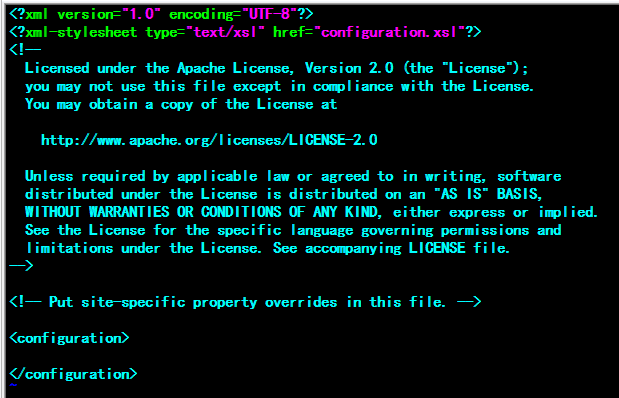 <?xml version="1.0" encoding="UTF-8"?>
<?xml-stylesheet type="text/xsl" href="configuration.xsl"?>
<!--
  Licensed under the Apache License, Version 2.0 (the "License");
  you may not use this file except in compliance with the License.
  You may obtain a copy of the License at

    http://www.apache.org/licenses/LICENSE-2.0

  Unless required by applicable law or agreed to in writing, software
  distributed under the License is distributed on an "AS IS" BASIS,
  WITHOUT WARRANTIES OR CONDITIONS OF ANY KIND, either express or implied.
  See the License for the specific language governing permissions and
  limitations under the License. See accompanying LICENSE file.
-->

<!-- Put site-specific property overrides in this file. -->

<configuration>

</configuration>
~